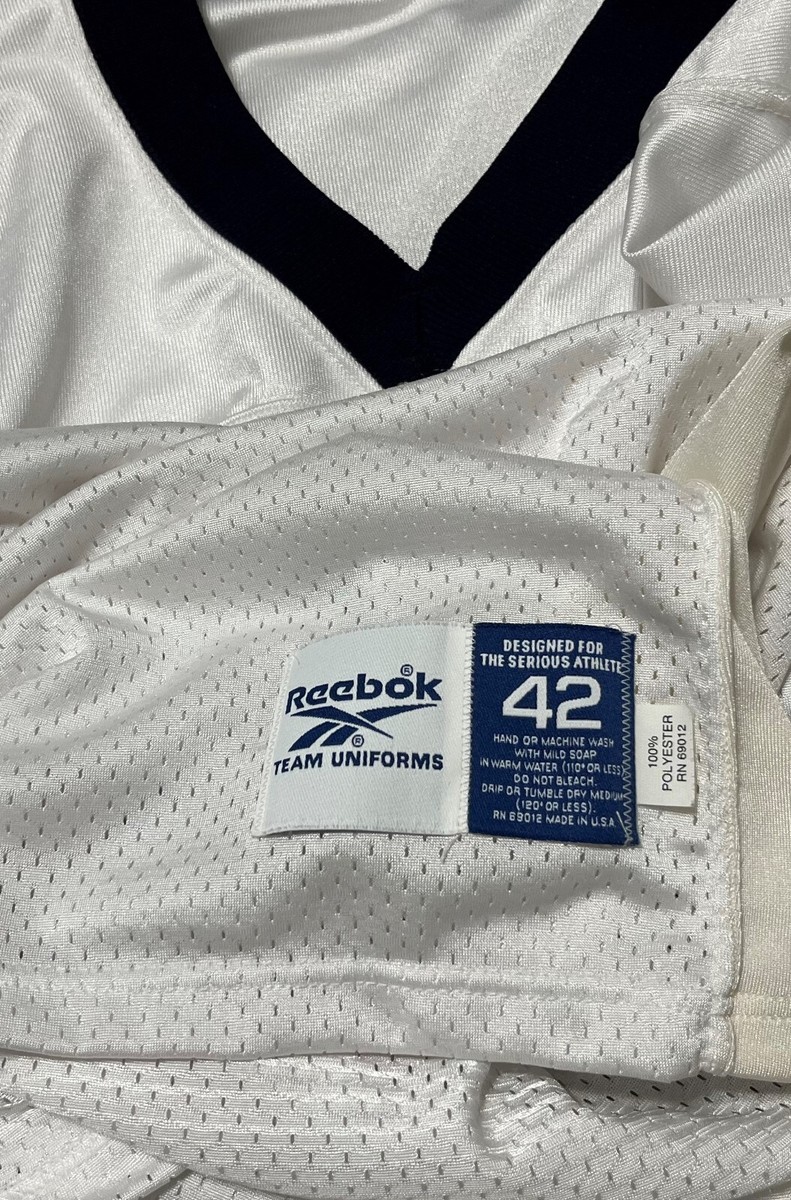 Reebok®
®
TEAM UNIFORMS
DESIGNED FOR
THE SERIOUS ATHLETE
42
HAND OR MACHINE WASH
WITH MILD SOAP
IN WARM WATER (110° OR LESS)
DO NOT BLEACH.
DRIP OR TUMBLE DRY MEDIUM
(120° OR LESS).
RN 69012 MADE IN U.S.A.
100%
POLYESTER
RN 69012